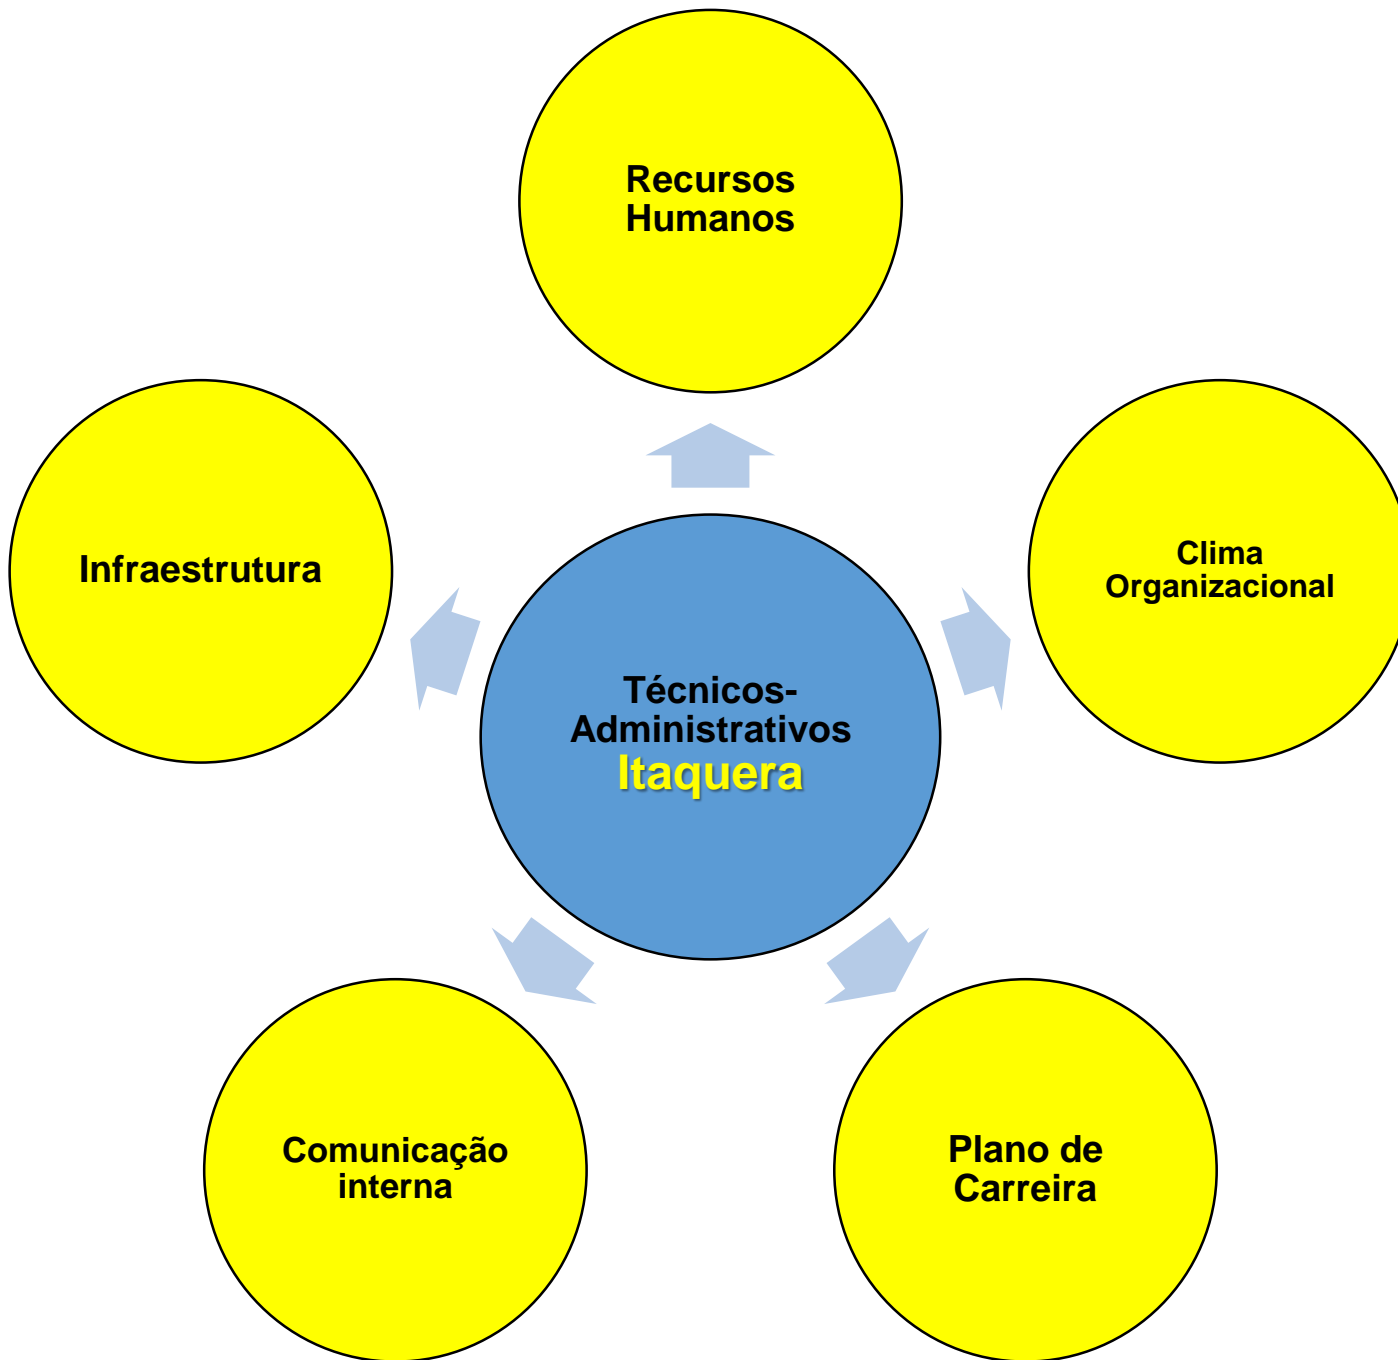 Recursos
Humanos
Infraestrutura
Clima
Organizacional
Técnicos-
Administrativos
Itaquera
Comunicação
interna
Plano de
Carreira